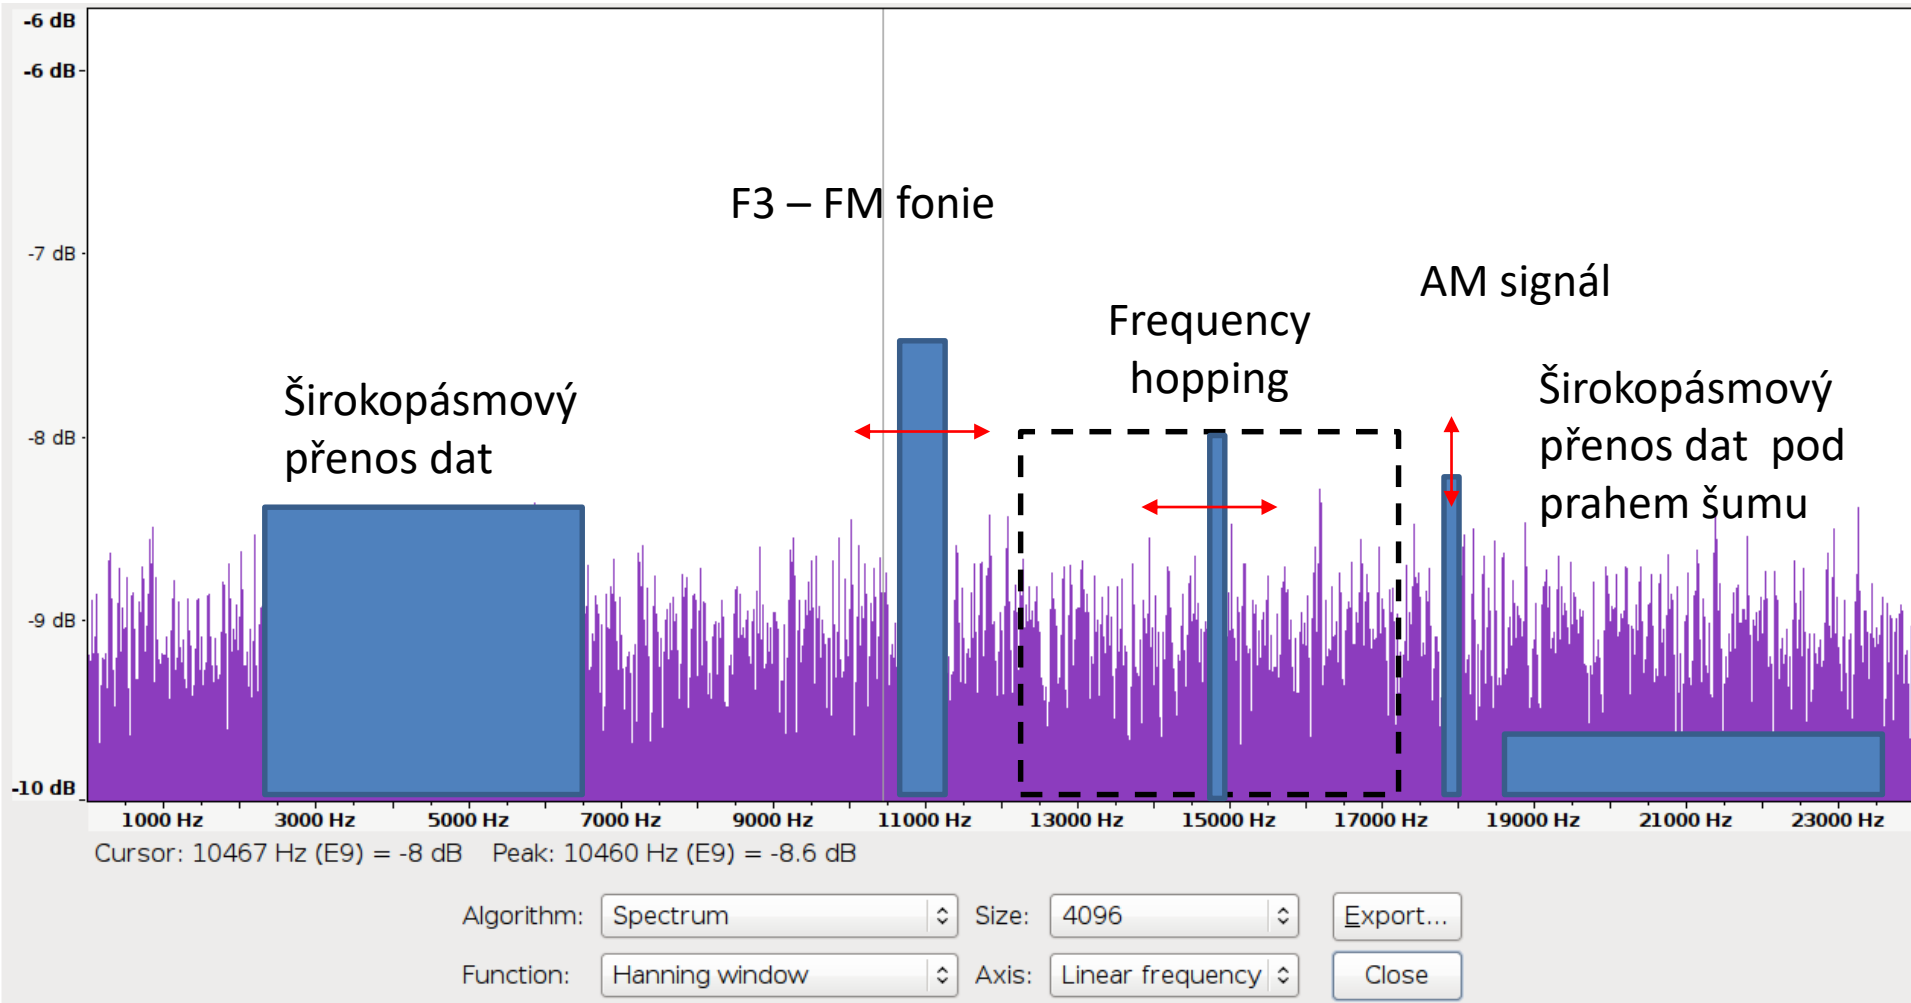 -6 dB
-6 dB
-7 dB
-8 dB
-9 dB
-10 dB
F3 – FM fonie
AM signál
Frequency
hopping
Širokopásmový
přenos dat
Širokopásmový
přenos dat pod
prahem šumu
1000 Hz 3000 Hz 5000 Hz 7000 Hz 9000 Hz 11000 Hz 13000 Hz 15000 Hz 17000 Hz 19000 Hz 21000 Hz 23000 Hz
Cursor: 10467 Hz (E9) = -8 dB Peak: 10460 Hz (E9) = -8.6 dB
Algorithm: Spectrum Size: 4096 Export...
Function: Hanning window Axis: Linear frequency Close